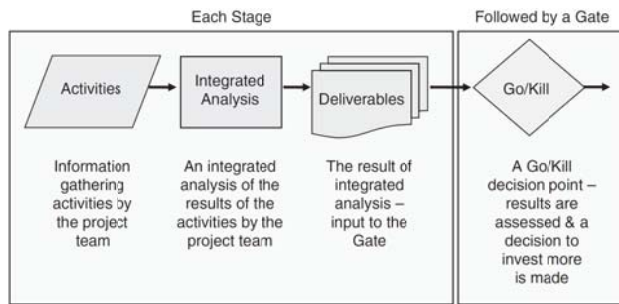 Each Stage
Followed by a Gate
Activities
Integrated
Analysis
Deliverables
Go/Kill
Information
gathering
activities by
the project
team
An integrated
analysis of the
results of the
activities by the
project team
The result of
integrated
analysis –
input to the
Gate
A Go/Kill
decision point –
results are
assessed & a
decision to
invest more
is made